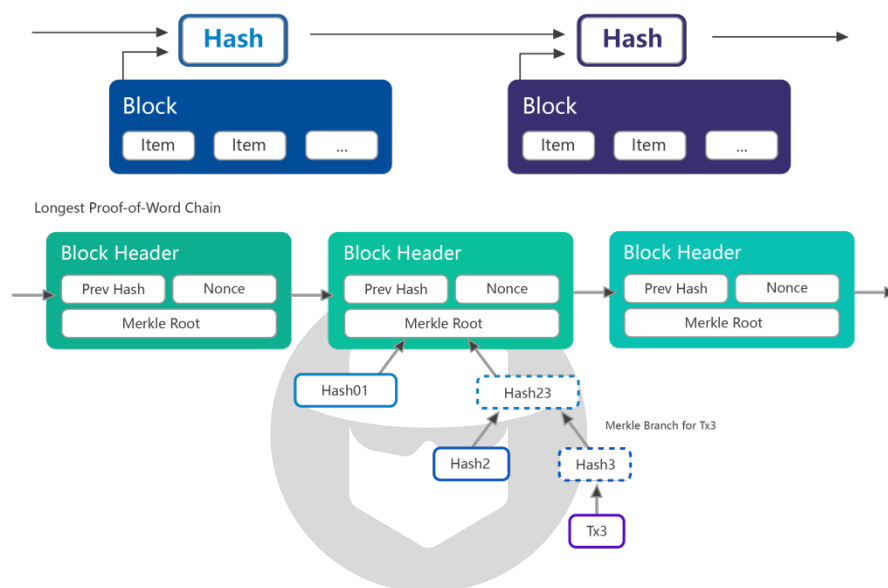 Hash Hash
Block Block
Item Item ... Item Item ...
Longest Proof-of-Word Chain
Block Header Block Header Block Header
Prev Hash Nonce Prev Hash Nonce Prev Hash Nonce
Merkle Root Merkle Root Merkle Root
Hash01 Hash23
Merkle Branch for Tx3
Hash2 Hash3
Tx3